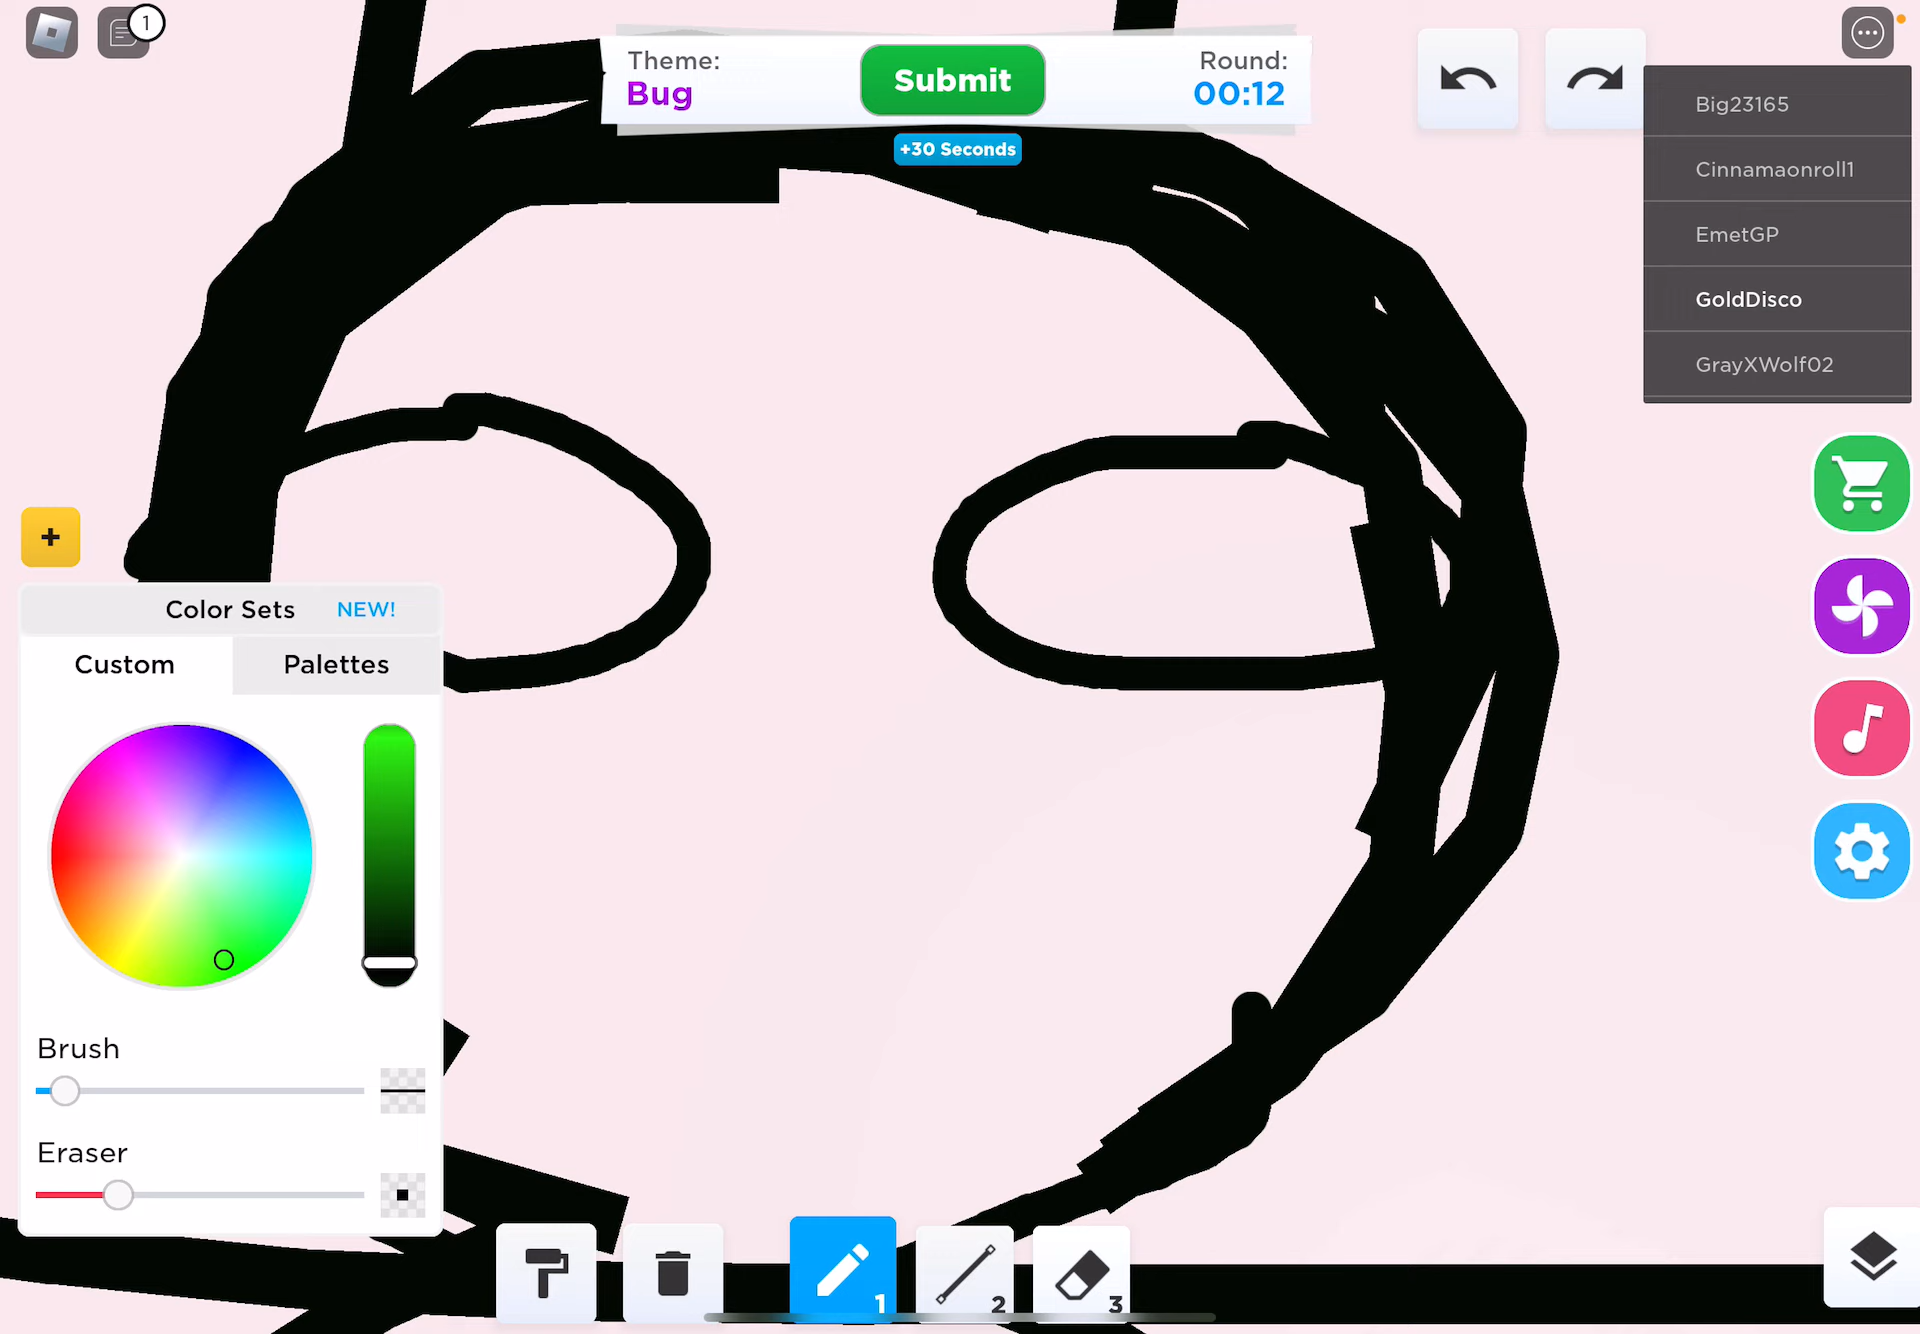 1
Theme:
Bug
Submit
Round:
00:12
+30 Seconds
Big23165
Cinnamaonroll1
EmetGP
GoldDisco
GrayXWolf02
+
Color Sets NEW!
Custom Palettes
Brush
Eraser
1 2 3